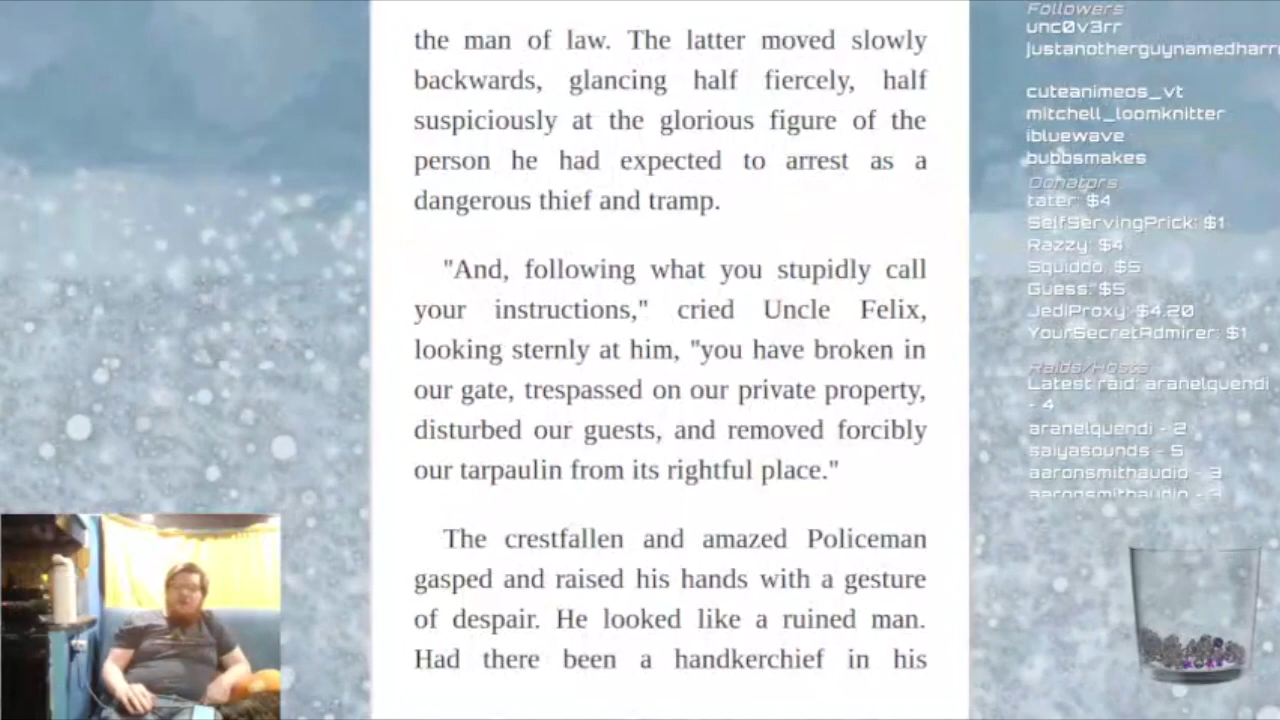 the man of law. The latter moved slowly
backwards, glancing half fiercely, half
suspiciously at the glorious figure of the
person he had expected to arrest as a
dangerous thief and tramp.
"And, following what you stupidly call
your instructions," cried Uncle Felix,
looking sternly at him, "you have broken in
our gate, trespassed on our private property,
disturbed our guests, and removed forcibly
our tarpaulin from its rightful place."
The crestfallen and amazed Policeman
gasped and raised his hands with a gesture
of despair. He looked like a ruined man.
Had there been a handkerchief in his
Followers
unc0v3rr
justanotherguynamedharr
cuteanimeos_vt
mitchell_loomknitter
ibluewave
bubbsmakes
Donators
tater: $4
SelfServingPrick: $1
Razzy: $4
Squiddo: $5
Guess: $5
JediProxy: $4.20
YourSecretAdmirer: $1
Raids/Hosts
Latest raid: aranelquendi
- 4
aranelquendi - 2
saiyasounds - 5
aaronsmithaudio - 3
aaronsmithaudio - 3